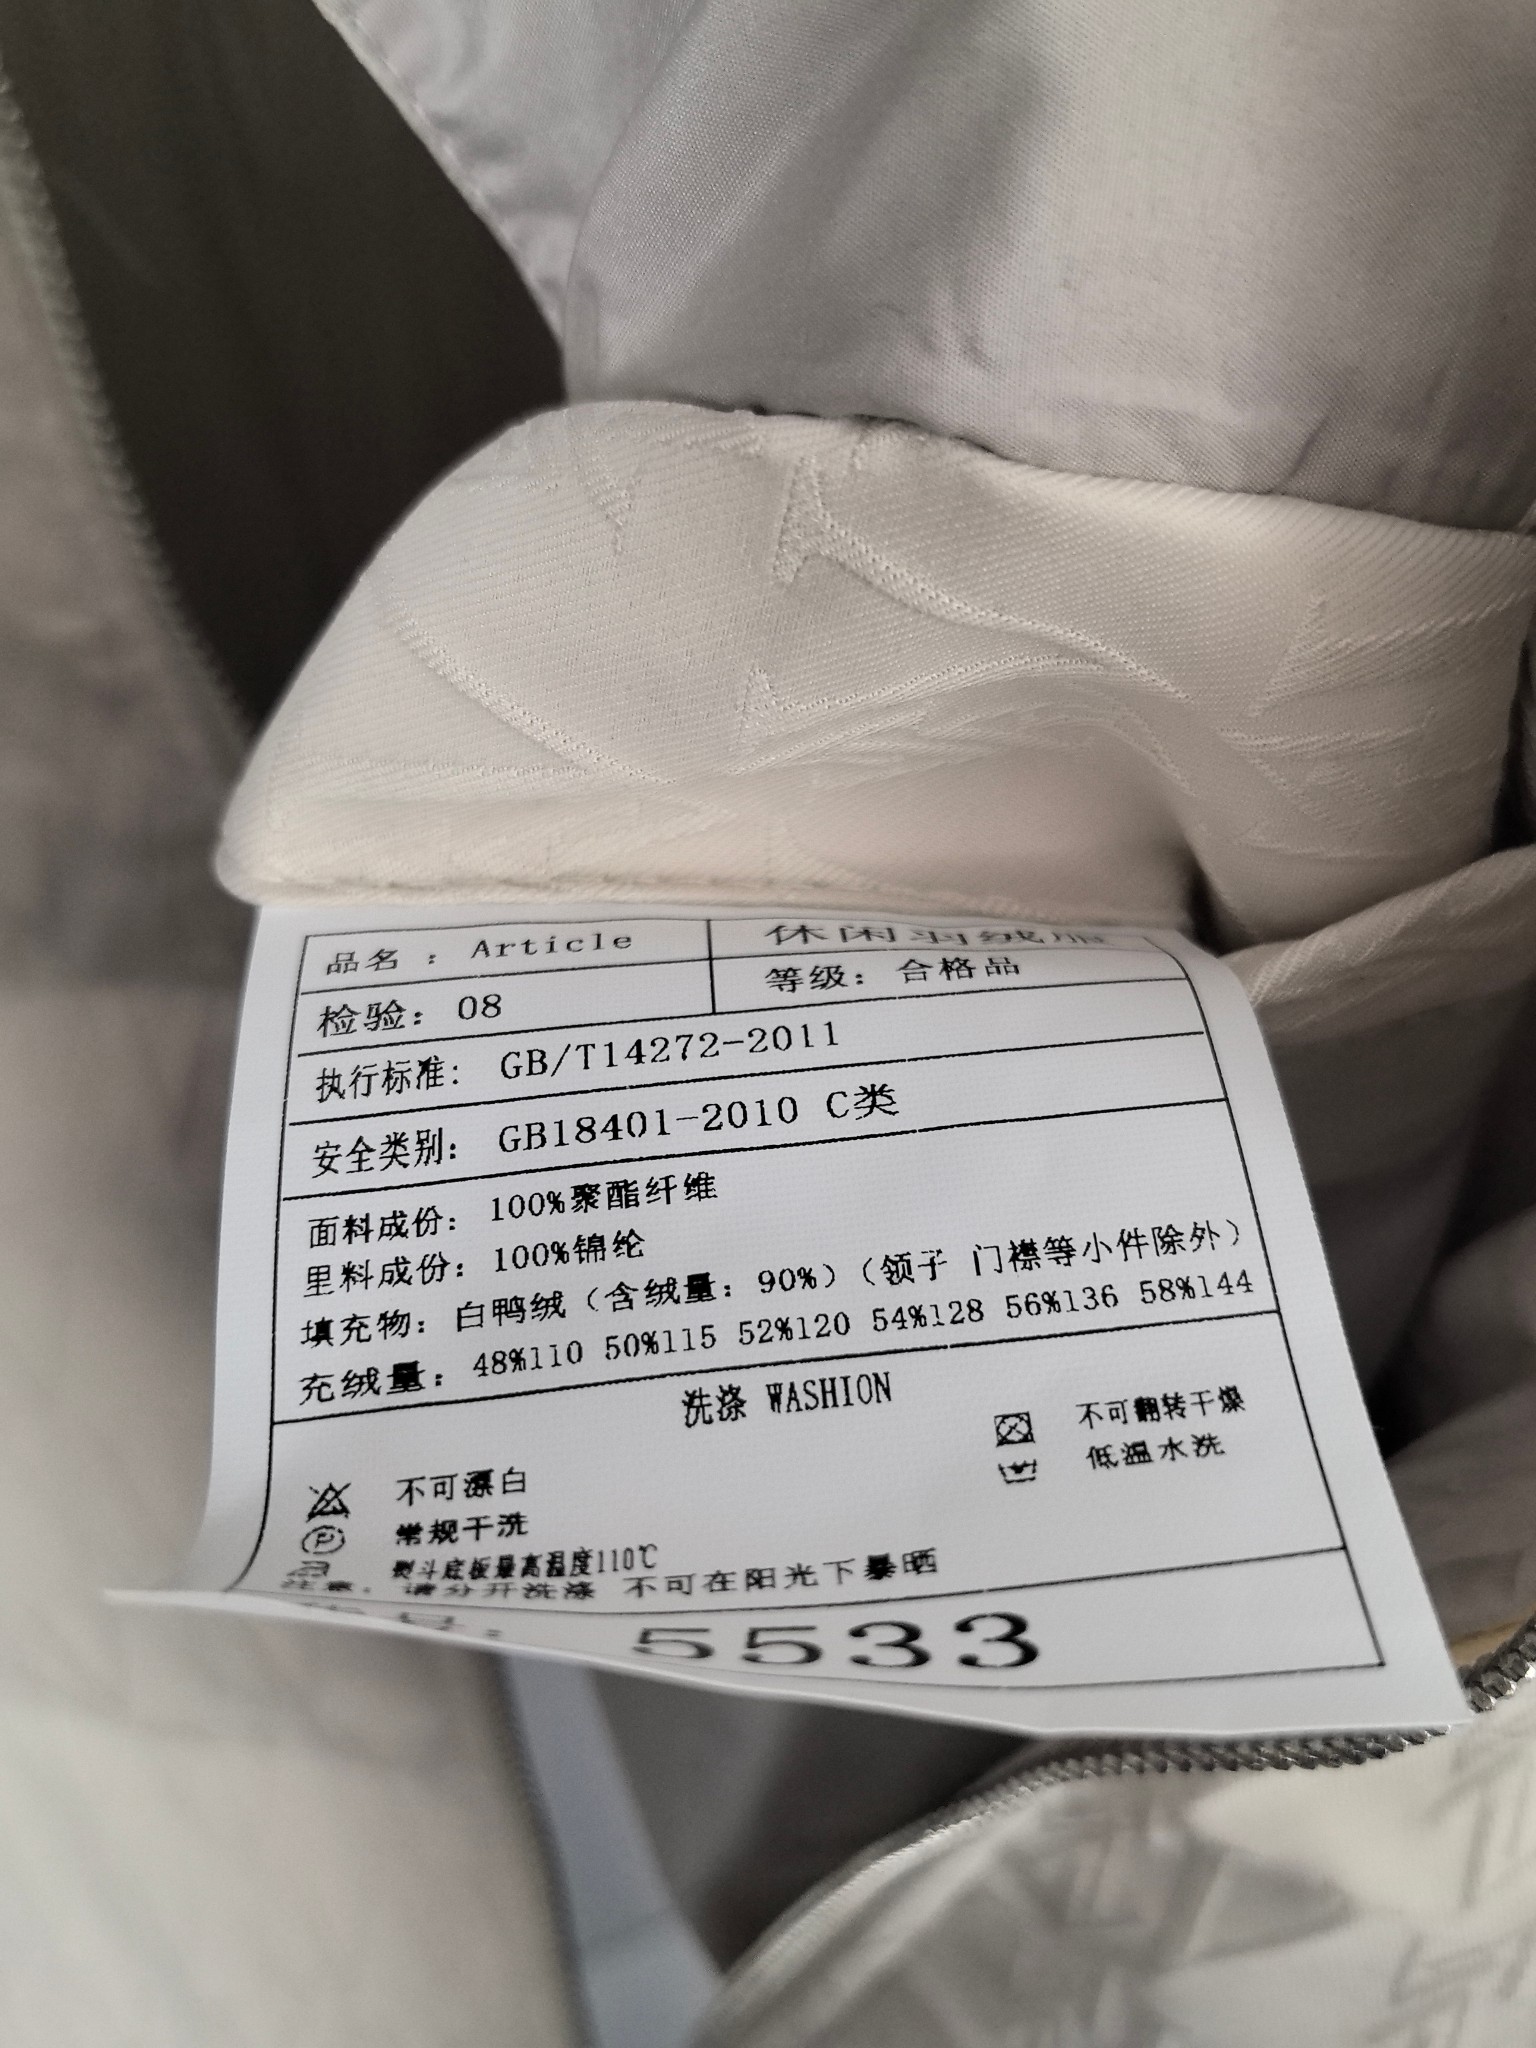 品名 ： Article 休闲羽绒服
检验：08 等级：合格品
执行标准： GB/T14272-2011
安全类别： GB18401-2010 C类
面料成份： 100%聚酯纤维
里料成份： 100%锦纶
填充物： 白鸭绒（含绒量：90%）（领子 门襟等小件除外）
充绒量： 48%110 50%115 52%120 54%128 56%136 58%144
洗涤 WASHION
不可翻转干燥
低温水洗
不可漂白
P 常规干洗
熨斗底板最高温度110℃
注意： 请分开洗涤 不可在阳光下暴晒
号： 5533